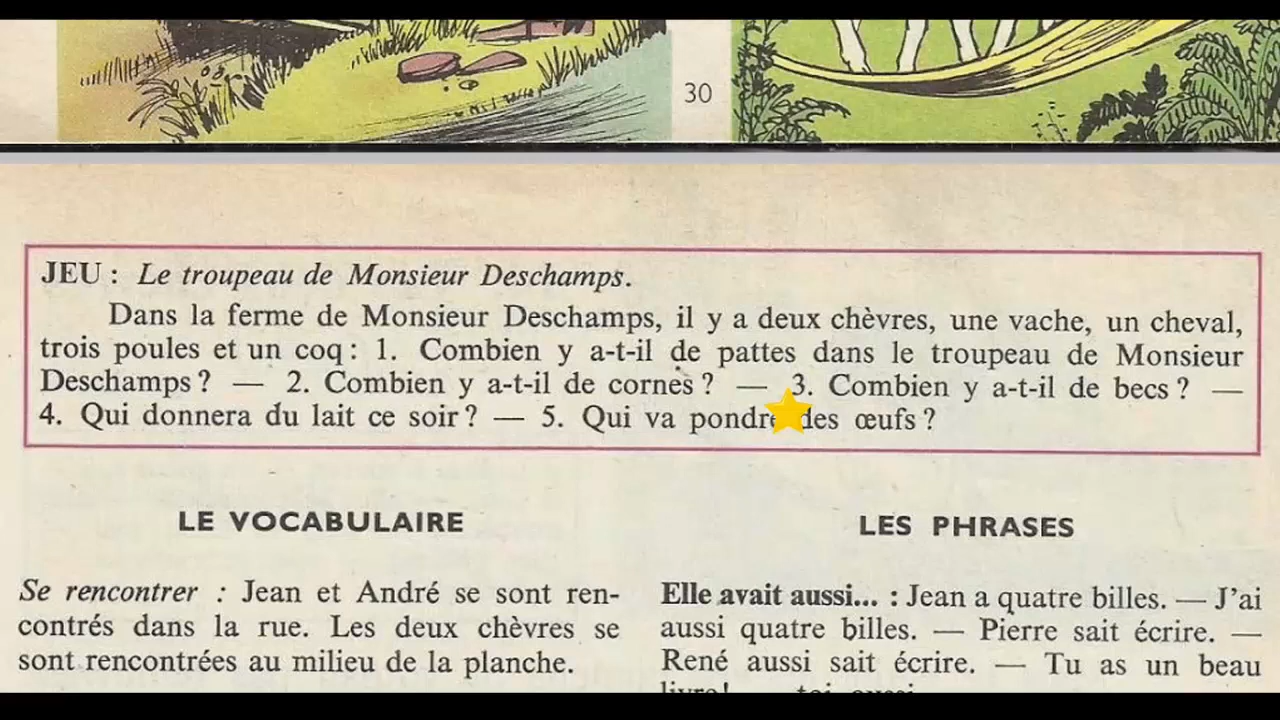 30
JEU : Le troupeau de Monsieur Deschamps.
Dans la ferme de Monsieur Deschamps, il y a deux chèvres, une vache, un cheval,
trois poules et un coq : 1. Combien y a-t-il de pattes dans le troupeau de Monsieur
Deschamps ? — 2. Combien y a-t-il de cornes ? — 3. Combien y a-t-il de becs ? —
4. Qui donnera du lait ce soir ? — 5. Qui va pondre des œufs ?
LE VOCABULAIRE
Se rencontrer : Jean et André se sont ren-
contrés dans la rue. Les deux chèvres se
sont rencontrées au milieu de la planche.
LES PHRASES
Elle avait aussi... : Jean a quatre billes. — J'ai
aussi quatre billes. — Pierre sait écrire. —
René aussi sait écrire. — Tu as un beau